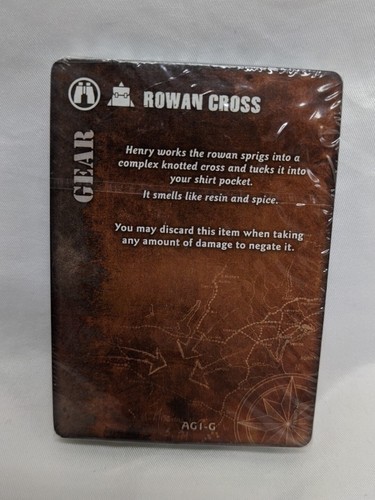 ROWAN CROSS
GEAR
Henry works the rowan sprigs into a
complex knotted cross and tucks it into
your shirt pocket.
It smells like resin and spice.
You may discard this item when taking
any amount of damage to negate it.
AG1-G